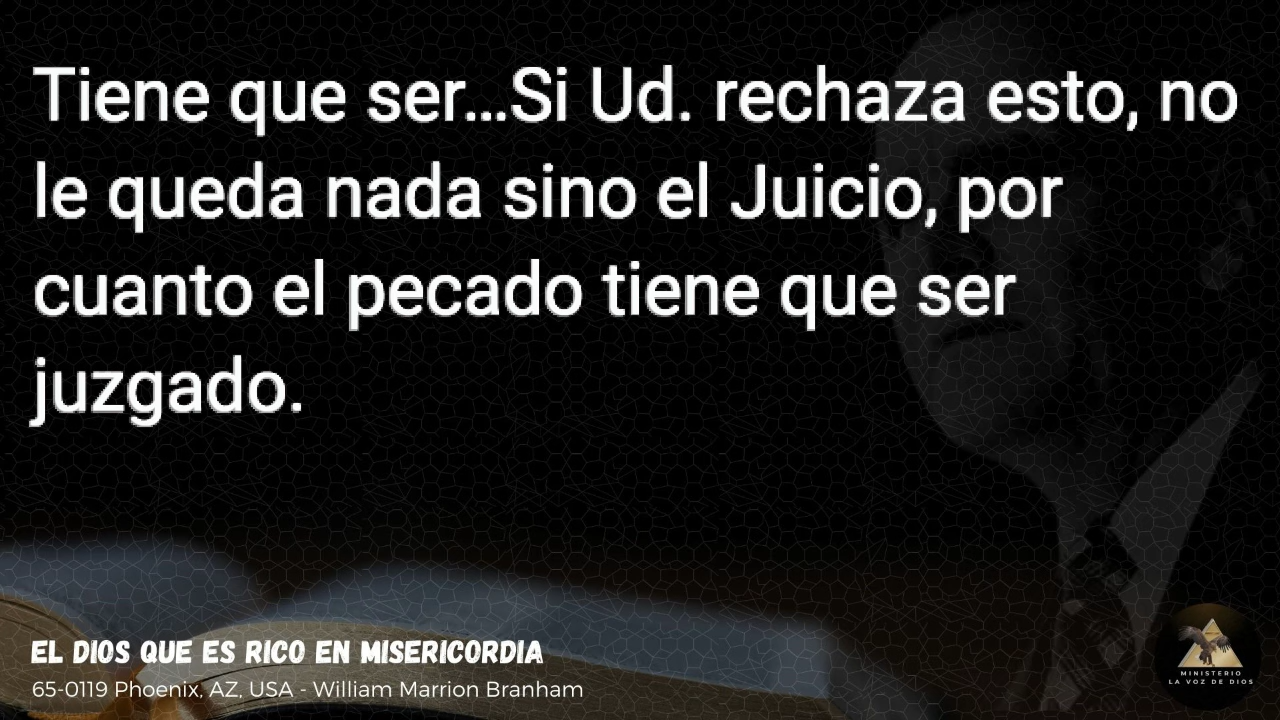 Tiene que ser...Si Ud. rechaza esto, no
le queda nada sino el Juicio, por
cuanto el pecado tiene que ser
juzgado.
EL DIOS QUE ES RICO EN MISERICORDIA
65-0119 Phoenix, AZ, USA - William Marrion Branham
MINISTERIO
LA VOZ DE DIOS